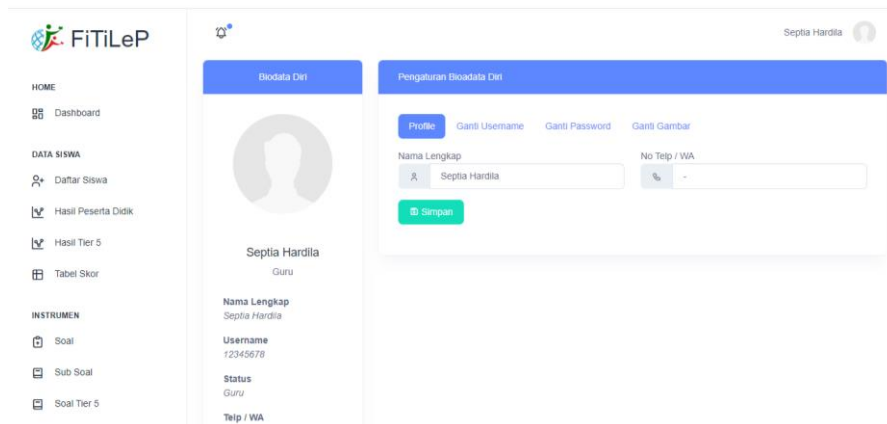 FiTiLeP
Septia Hardila
HOME
Dashboard
DATA SISWA
Daftar Siswa
Hasil Peserta Didik
Hasil Tier 5
Tabel Skor
INSTRUMEN
Soal
Sub Soal
Soal Tier 5
Biodata Diri
Septia Hardila
Guru
Nama Lengkap
Septia Hardila
Username
12345678
Status
Guru
Telp / WA
Pengaturan Bioadata Diri
Profile Ganti Username Ganti Password Ganti Gambar
Nama Lengkap No Telp / WA
Septia Hardila -
Simpan